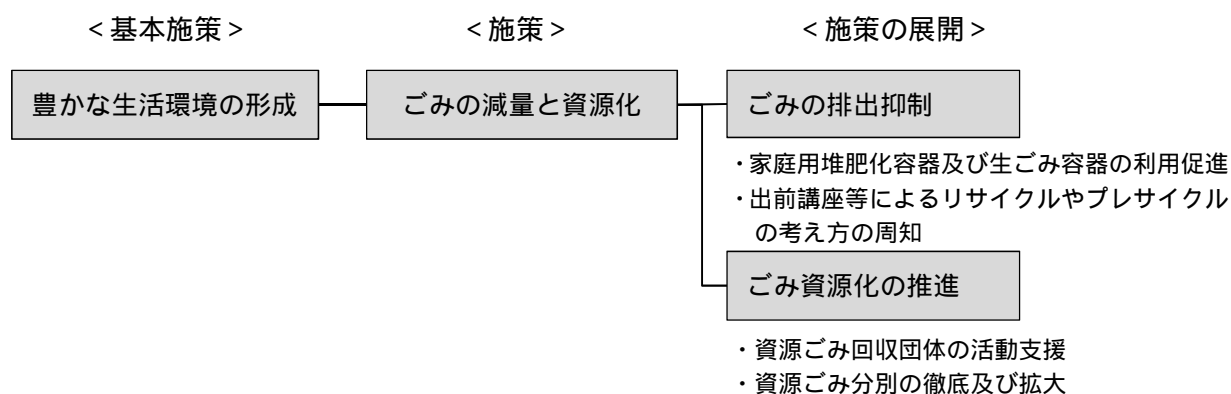 <基本施策>
<施策>
<施策の展開>
豊かな生活環境の形成
ごみの減量と資源化
ごみの排出抑制
・家庭用堆肥化容器及び生ごみ容器の利用促進
・出前講座等によるリサイクルやプレサイクル
の考え方の周知
ごみ資源化の推進
・資源ごみ回収団体の活動支援
・資源ごみ分別の徹底及び拡大